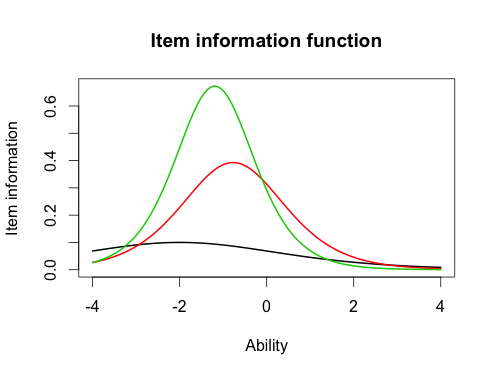 Item information function
Item information
0.6
0.4
0.2
0.0
-4 -2 0 2 4
Ability